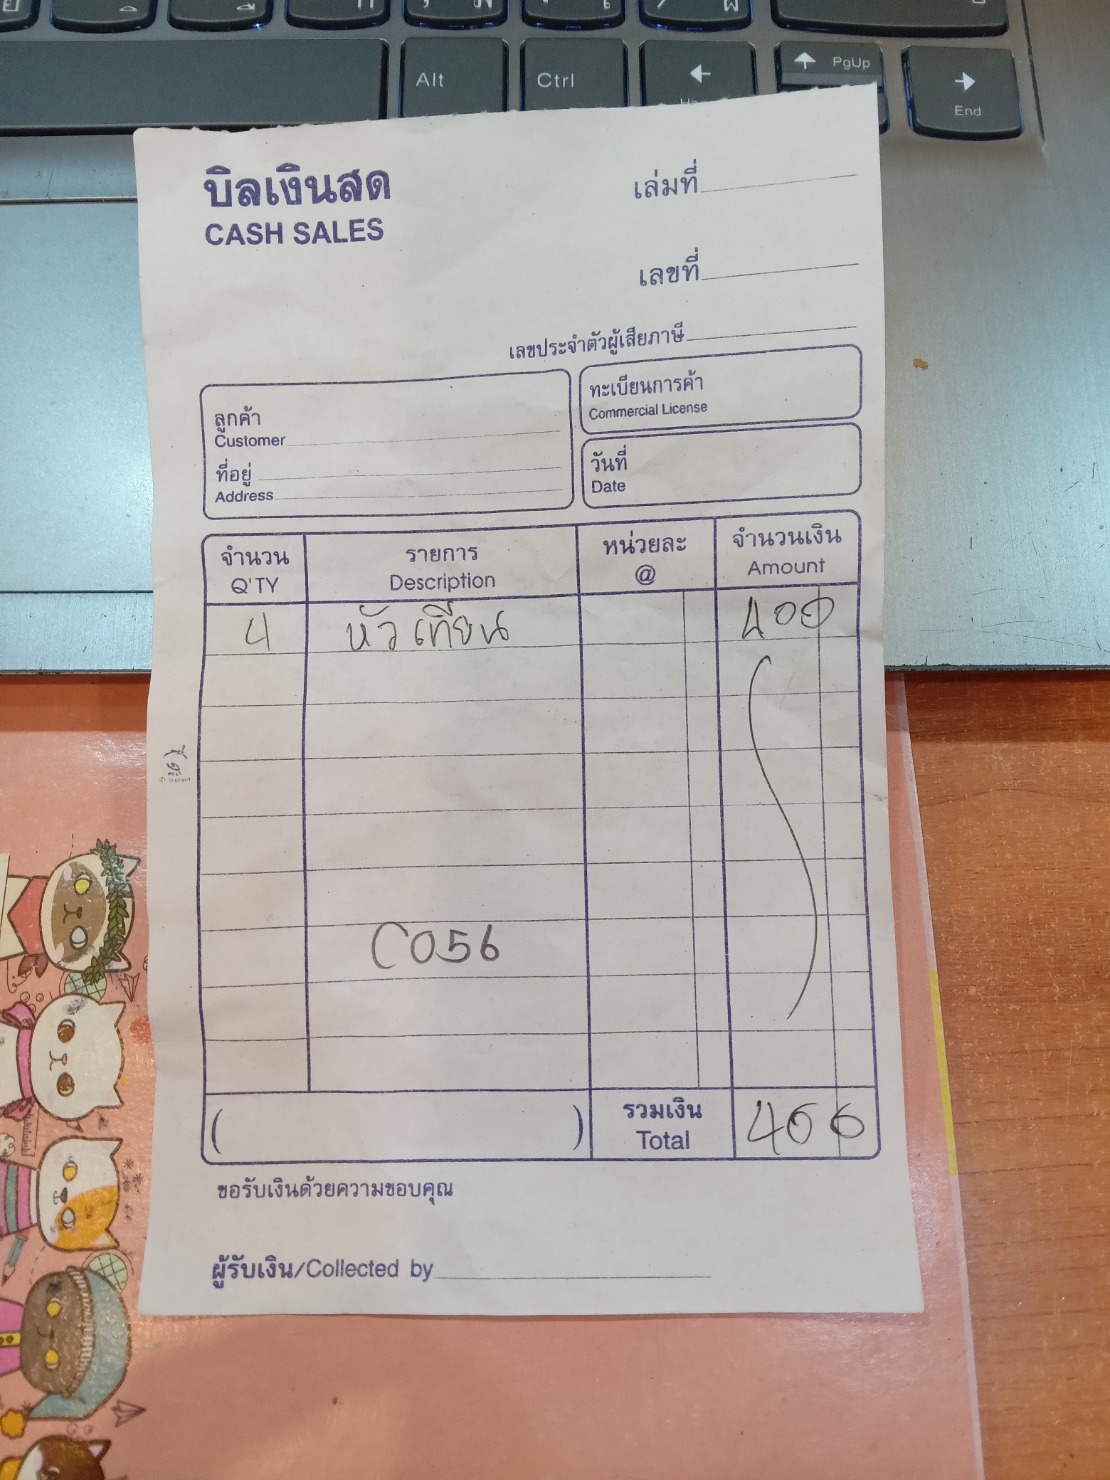 Alt Ctrl PgUp
End
บิลเงินสด
CASH SALES
เล่มที่
เลขที่
เลขประจำตัวผู้เสียภาษี
ลูกค้า
Customer
ที่อยู่
Address
ทะเบียนการค้า
Commercial License
วันที่
Date
จำนวน รายการ หน่วยละ จำนวนเงิน
Q'TY Description @ Amount
4 หัวเทียน 400
C056
รวมเงิน
Total
400
( )
ขอรับเงินด้วยความขอบคุณ
ผู้รับเงิน/Collected by